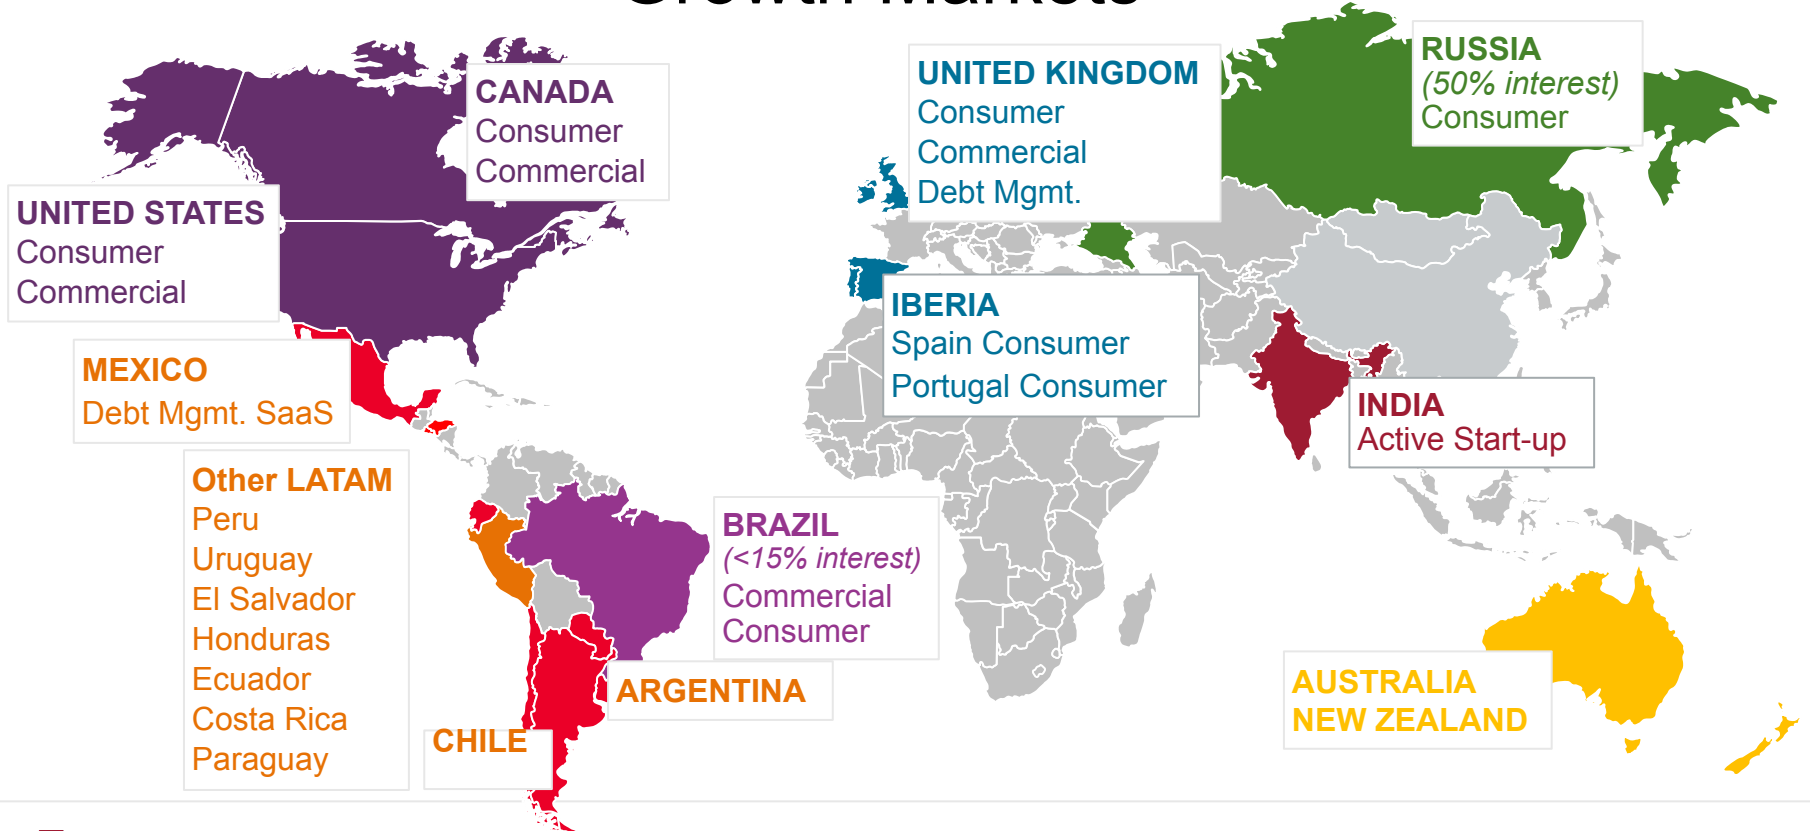 Growth Markets
CANADA
Consumer
Commercial
UNITED STATES
Consumer
Commercial
MEXICO
Debt Mgmt. SaaS
Other LATAM
Peru
Uruguay
El Salvador
Honduras
Ecuador
Costa Rica
Paraguay
CHILE
ARGENTINA
BRAZIL
(<15% interest)
Commercial
Consumer
UNITED KINGDOM
Consumer
Commercial
Debt Mgmt.
IBERIA
Spain Consumer
Portugal Consumer
RUSSIA
(50% interest)
Consumer
INDIA
Active Start-up
AUSTRALIA
NEW ZEALAND